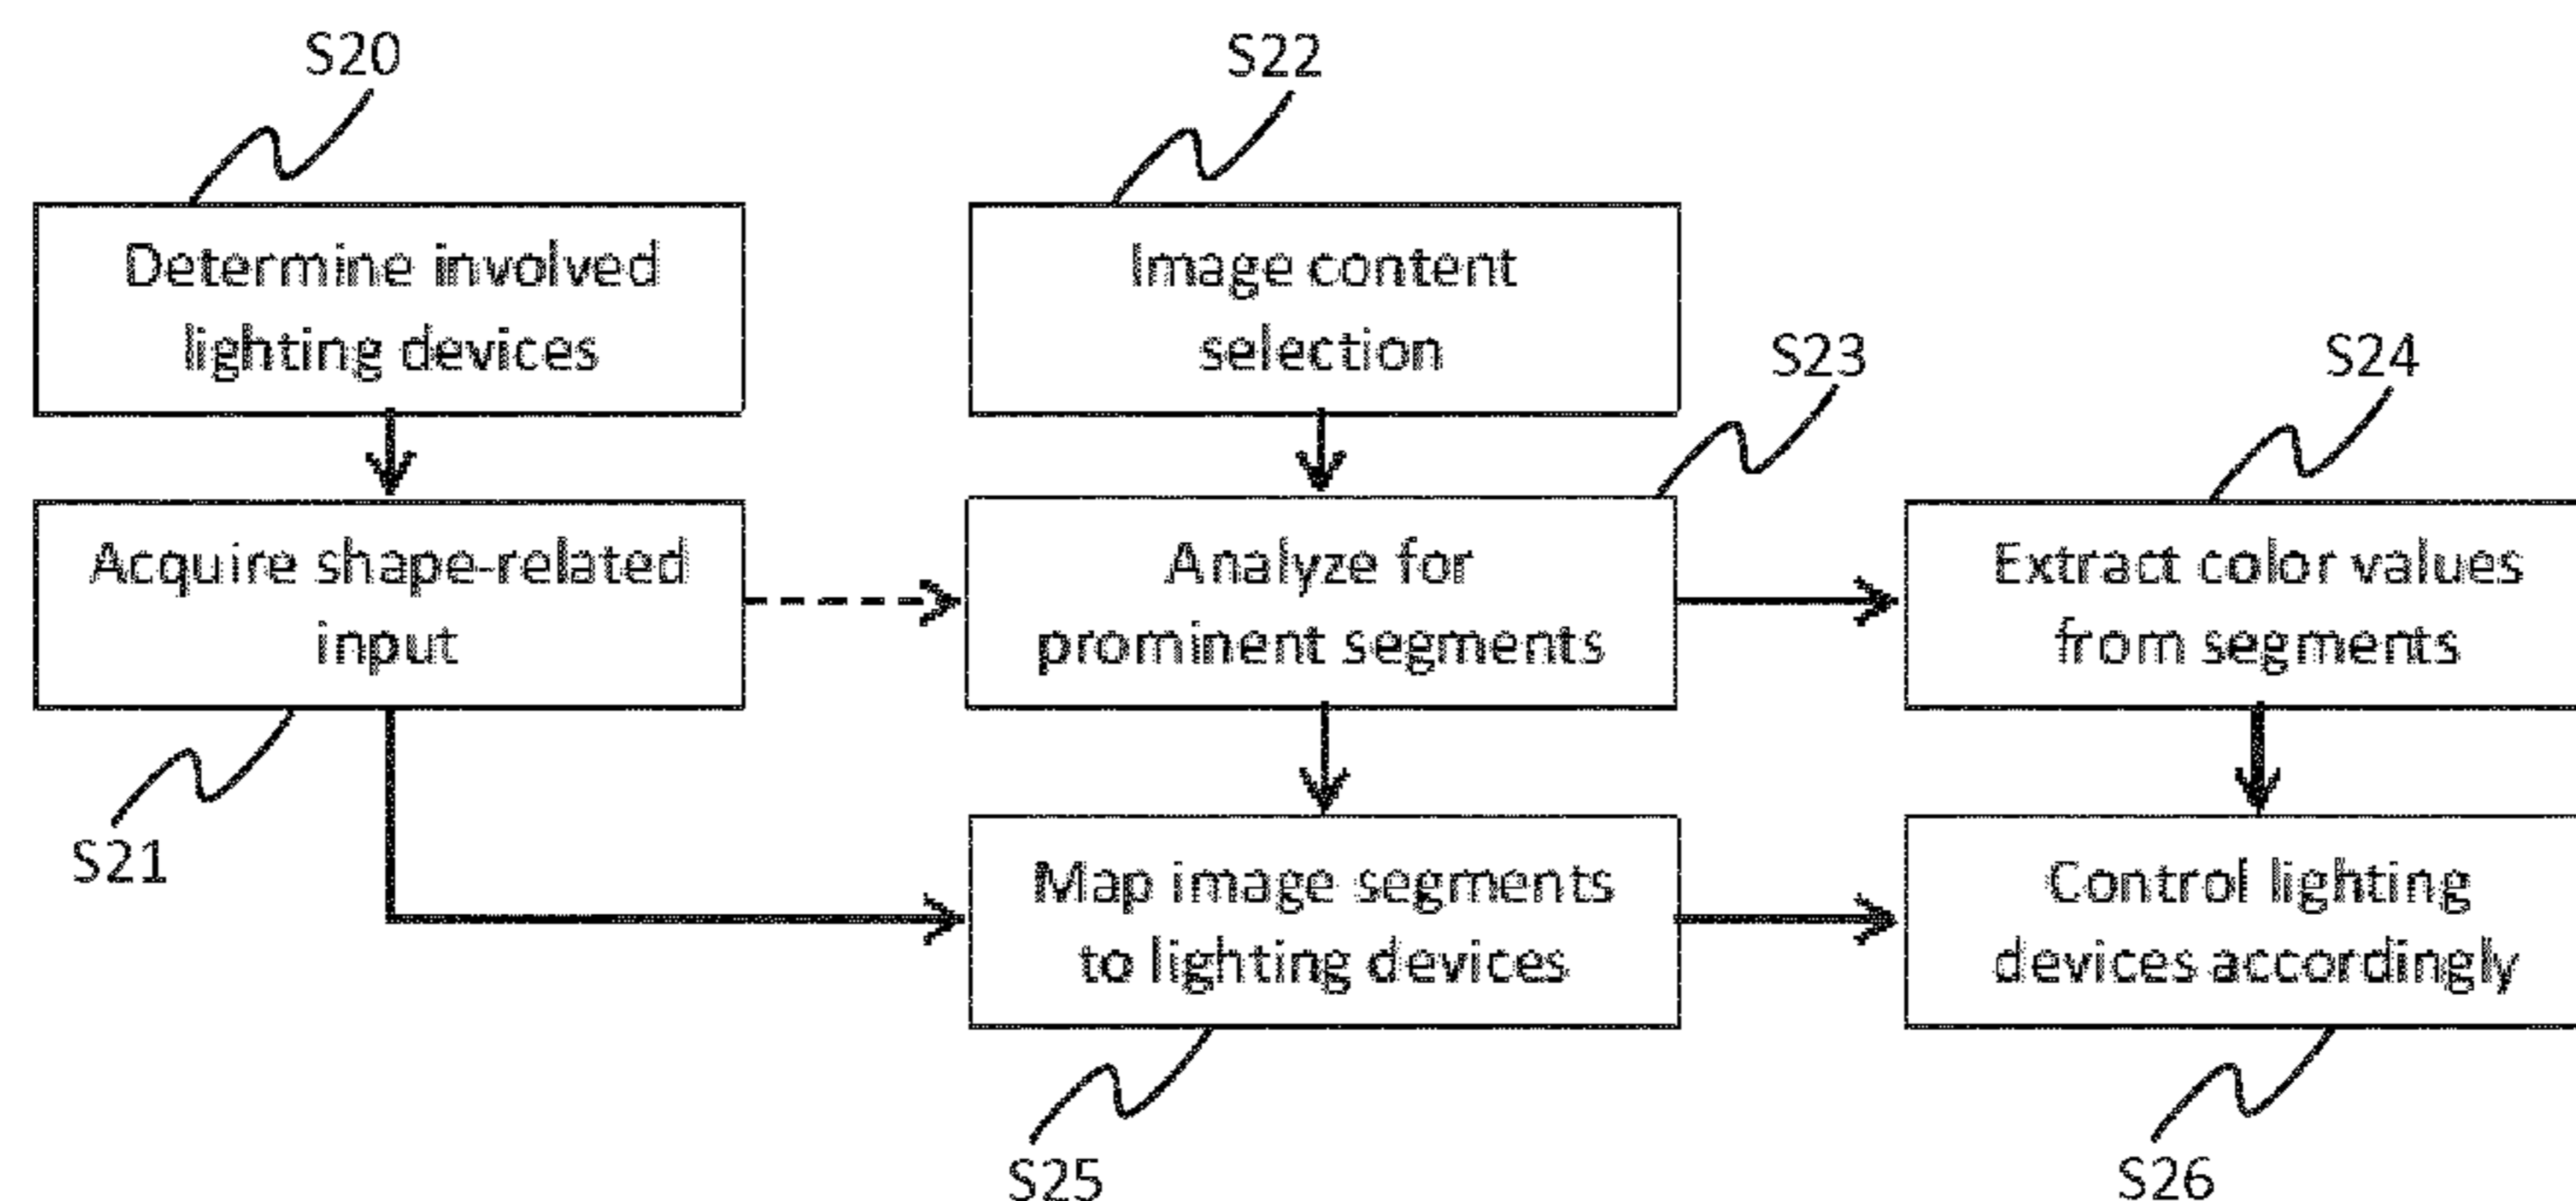 S20
S22
Determine involved
lighting devices
Image content
selection
S23
S24
Acquire shape-related
input
Analyze for
prominent segments
Extract color values
from segments
S21
Map image segments
to lighting devices
Control lighting
devices accordingly
S25
S26